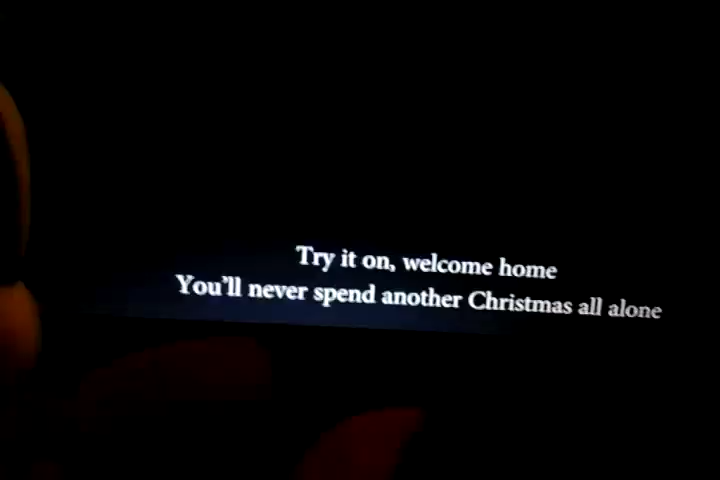 Try it on, welcome home
You'll never spend another Christmas all alone